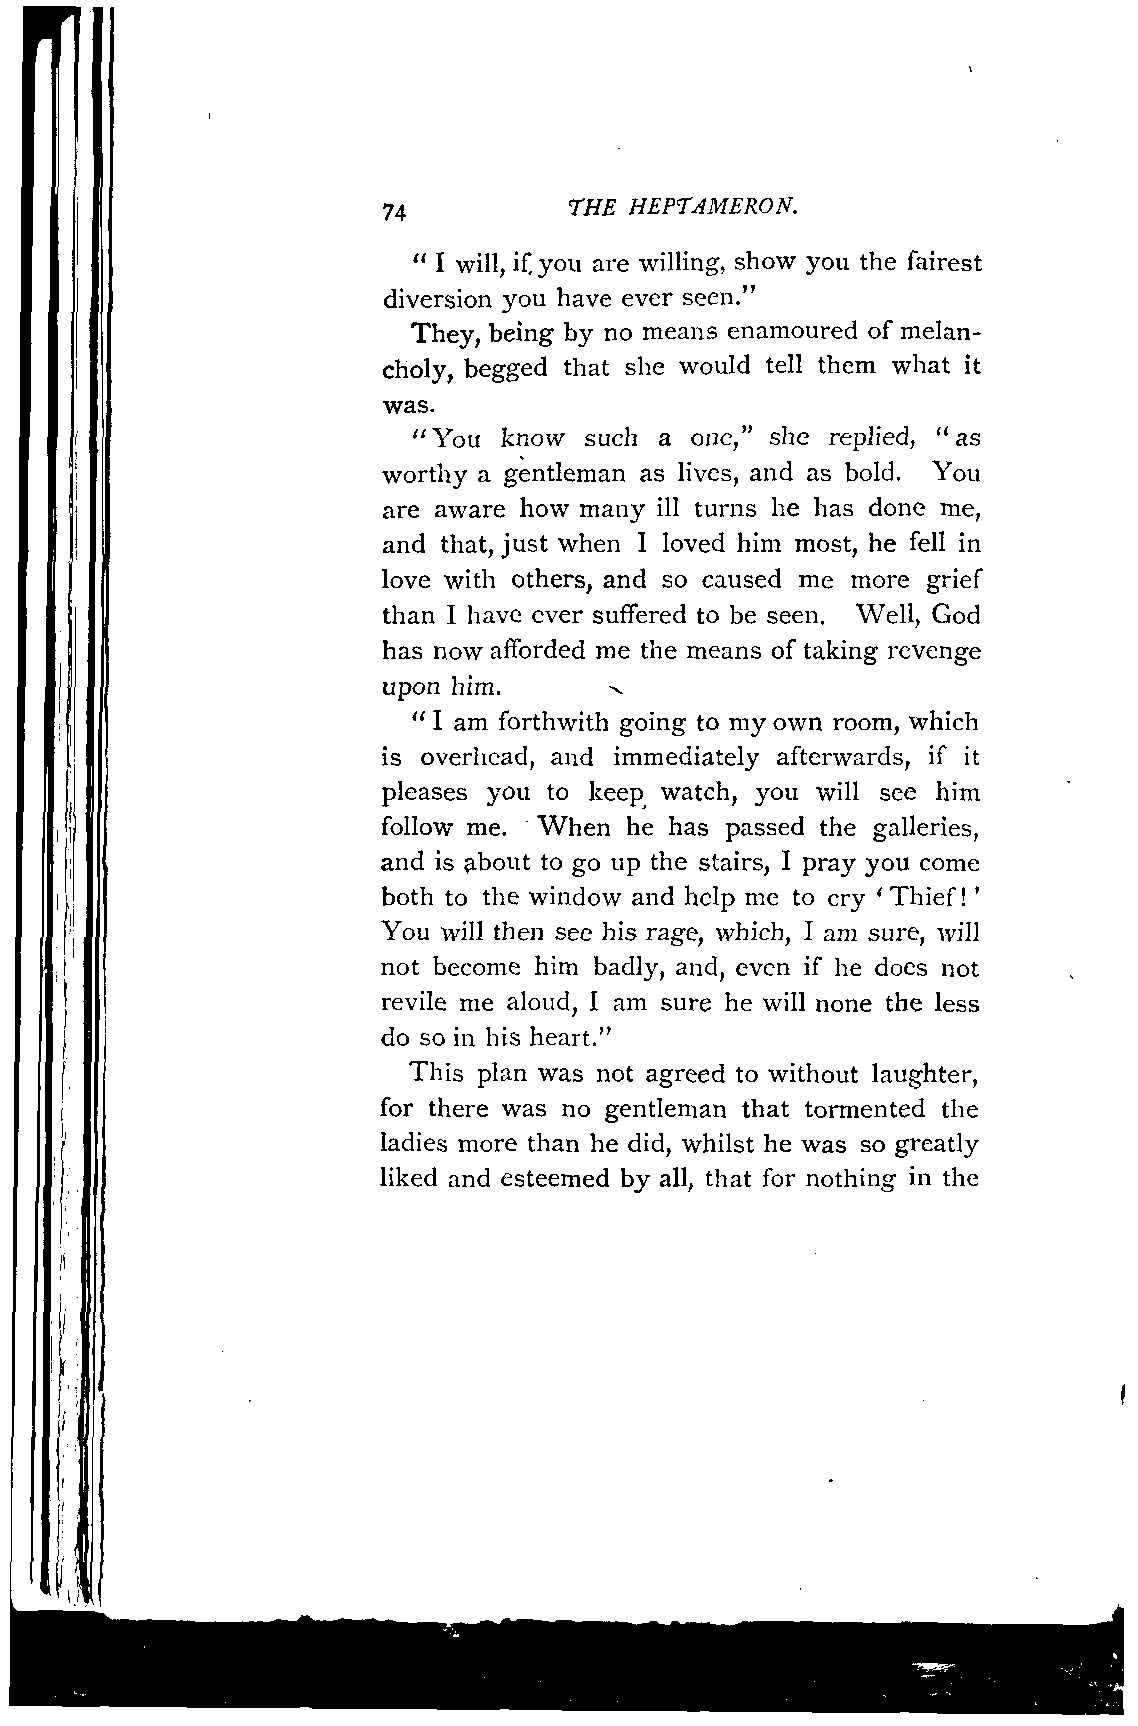 74 THE HEPTAMERON.
“ I will, if you are willing, show you the fairest
diversion you have ever seen.”
They, being by no means enamoured of melan-
choly, begged that she would tell them what it
was.
“ You know such a one,” she replied, “ as
worthy a gentleman as lives, and as bold. You
are aware how many ill turns he has done me,
and that, just when I loved him most, he fell in
love with others, and so caused me more grief
than I have ever suffered to be seen. Well, God
has now afforded me the means of taking revenge
upon him.
“ I am forthwith going to my own room, which
is overhead, and immediately afterwards, if it
pleases you to keep watch, you will see him
follow me. When he has passed the galleries,
and is about to go up the stairs, I pray you come
both to the window and help me to cry ‘ Thief! ’
You will then see his rage, which, I am sure, will
not become him badly, and, even if he does not
revile me aloud, I am sure he will none the less
do so in his heart.”
This plan was not agreed to without laughter,
for there was no gentleman that tormented the
ladies more than he did, whilst he was so greatly
liked and esteemed by all, that for nothing in the